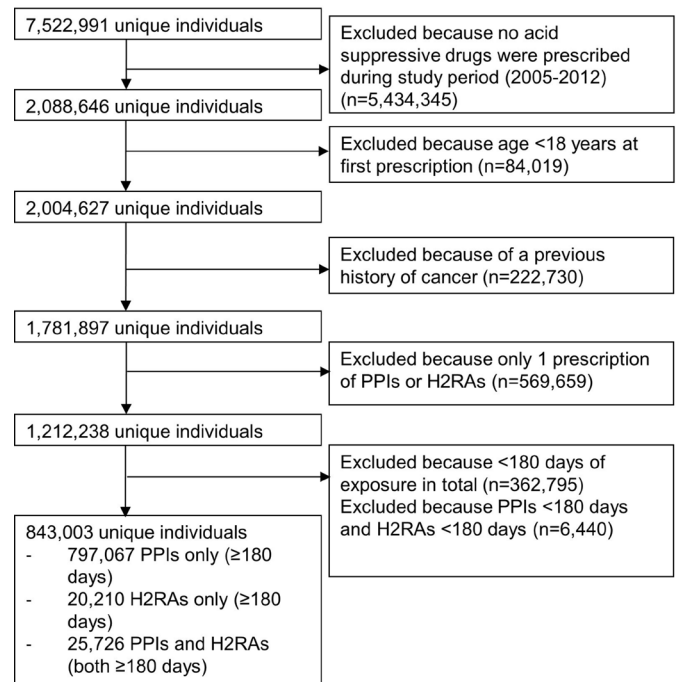 7,522,991 unique individuals
Excluded because no acid
suppressive drugs were prescribed
during study period (2005-2012)
(n=5,434,345)
2,088,646 unique individuals
Excluded because age <18 years at
first prescription (n=84,019)
2,004,627 unique individuals
Excluded because of a previous
history of cancer (n=222,730)
1,781,897 unique individuals
Excluded because only 1 prescription
of PPIs or H2RAs (n=569,659)
1,212,238 unique individuals
Excluded because <180 days of
exposure in total (n=362,795)
Excluded because PPIs <180 days
and H2RAs <180 days (n=6,440)
843,003 unique individuals
- 797,067 PPIs only (≥180
days)
- 20,210 H2RAs only (≥180
days)
- 25,726 PPIs and H2RAs
(both ≥180 days)